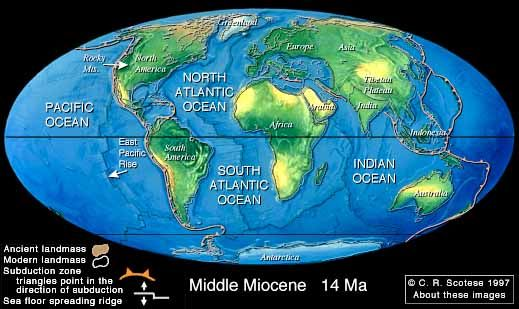 Greenland
Rocky
Mts.
North
America
Europe
Asia
NORTH
ATLANTIC
OCEAN
Tibetan
Plateau
PACIFIC
OCEAN
Arabia
India
Africa
Indonesia
East
Pacific
Rise
South
America
SOUTH
ATLANTIC
OCEAN
INDIAN
OCEAN
Australia
Antarctica
Ancient landmass
Modern landmass
Subduction zone
triangles point in the
direction of subduction
Sea floor spreading ridge
Middle Miocene 14 Ma
© C. R. Scotese 1997
About these images